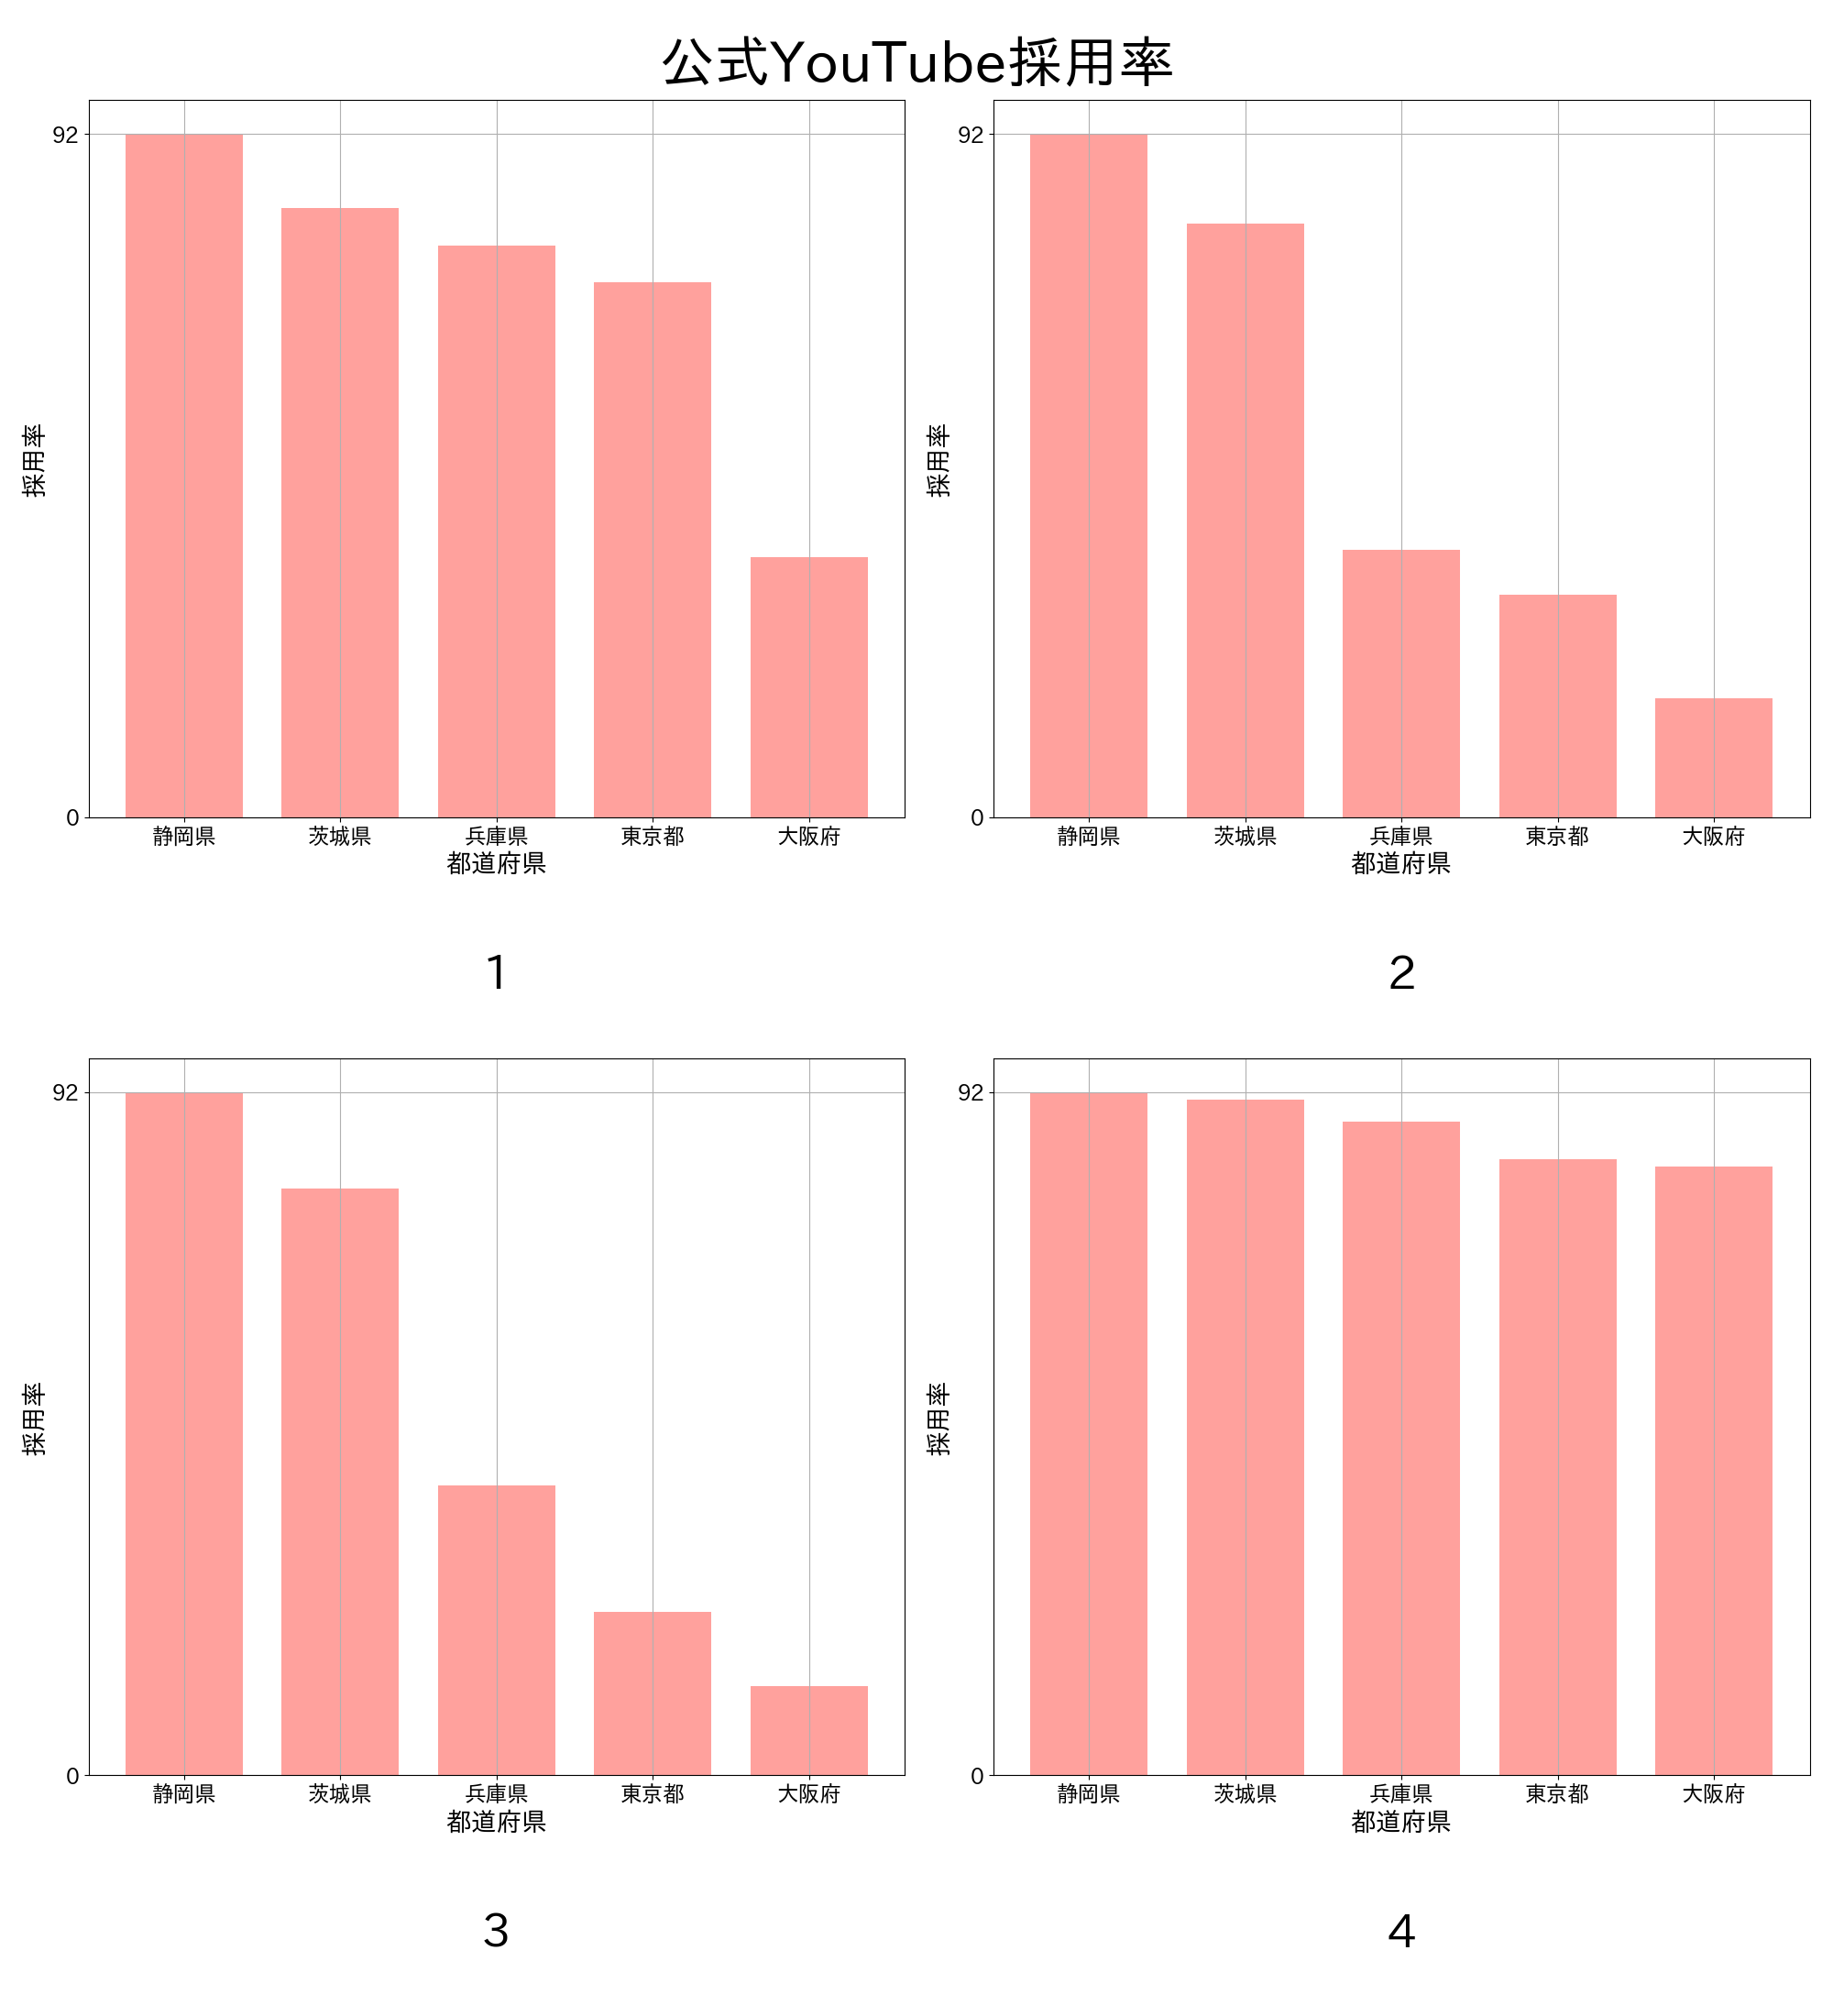 公式YouTube採用率
92
0
採用率
静岡県 茨城県 兵庫県 東京都 大阪府
都道府県
1
92
0
採用率
静岡県 茨城県 兵庫県 東京都 大阪府
都道府県
2
92
0
採用率
静岡県 茨城県 兵庫県 東京都 大阪府
都道府県
3
92
0
採用率
静岡県 茨城県 兵庫県 東京都 大阪府
都道府県
4